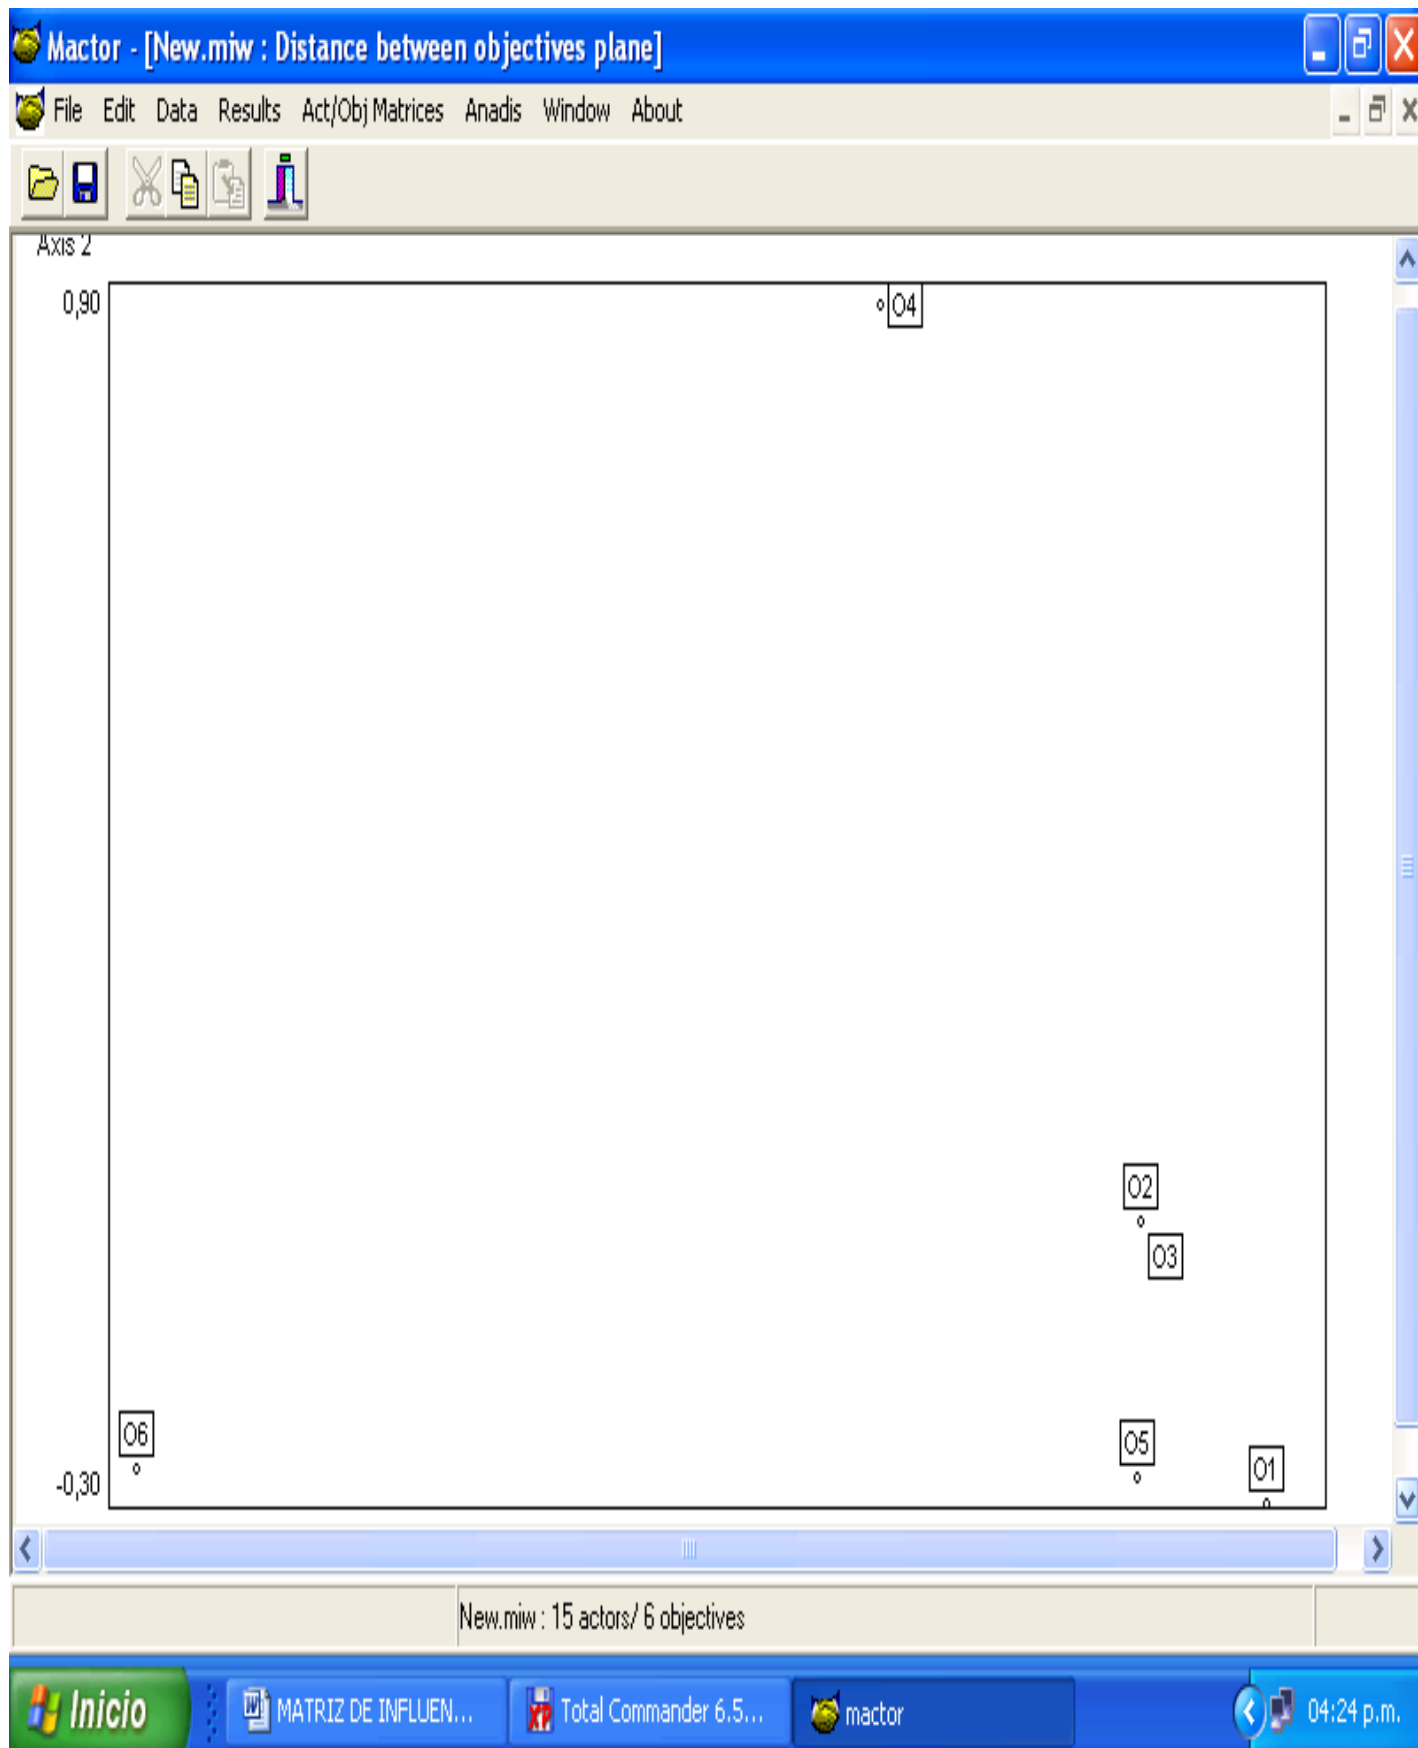 Mactor - [New.miw : Distance between objectives plane]
File Edit Data Results Act/Obj Matrices Anadis Window About
Axis 2
0,90
O4
O2
O3
O6
O5
O1
-0,30
New.miw : 15 actors/ 6 objectives
Inicio
MATRIZ DE INFLUEN...
Total Commander 6.5...
mactor
04:24 p.m.